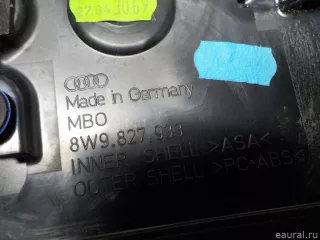 Made in Germany
MBO
8W9.827.933
INNER SHELL >ASA<
OUTER SHELL >PC-ABS<
eaural.ru